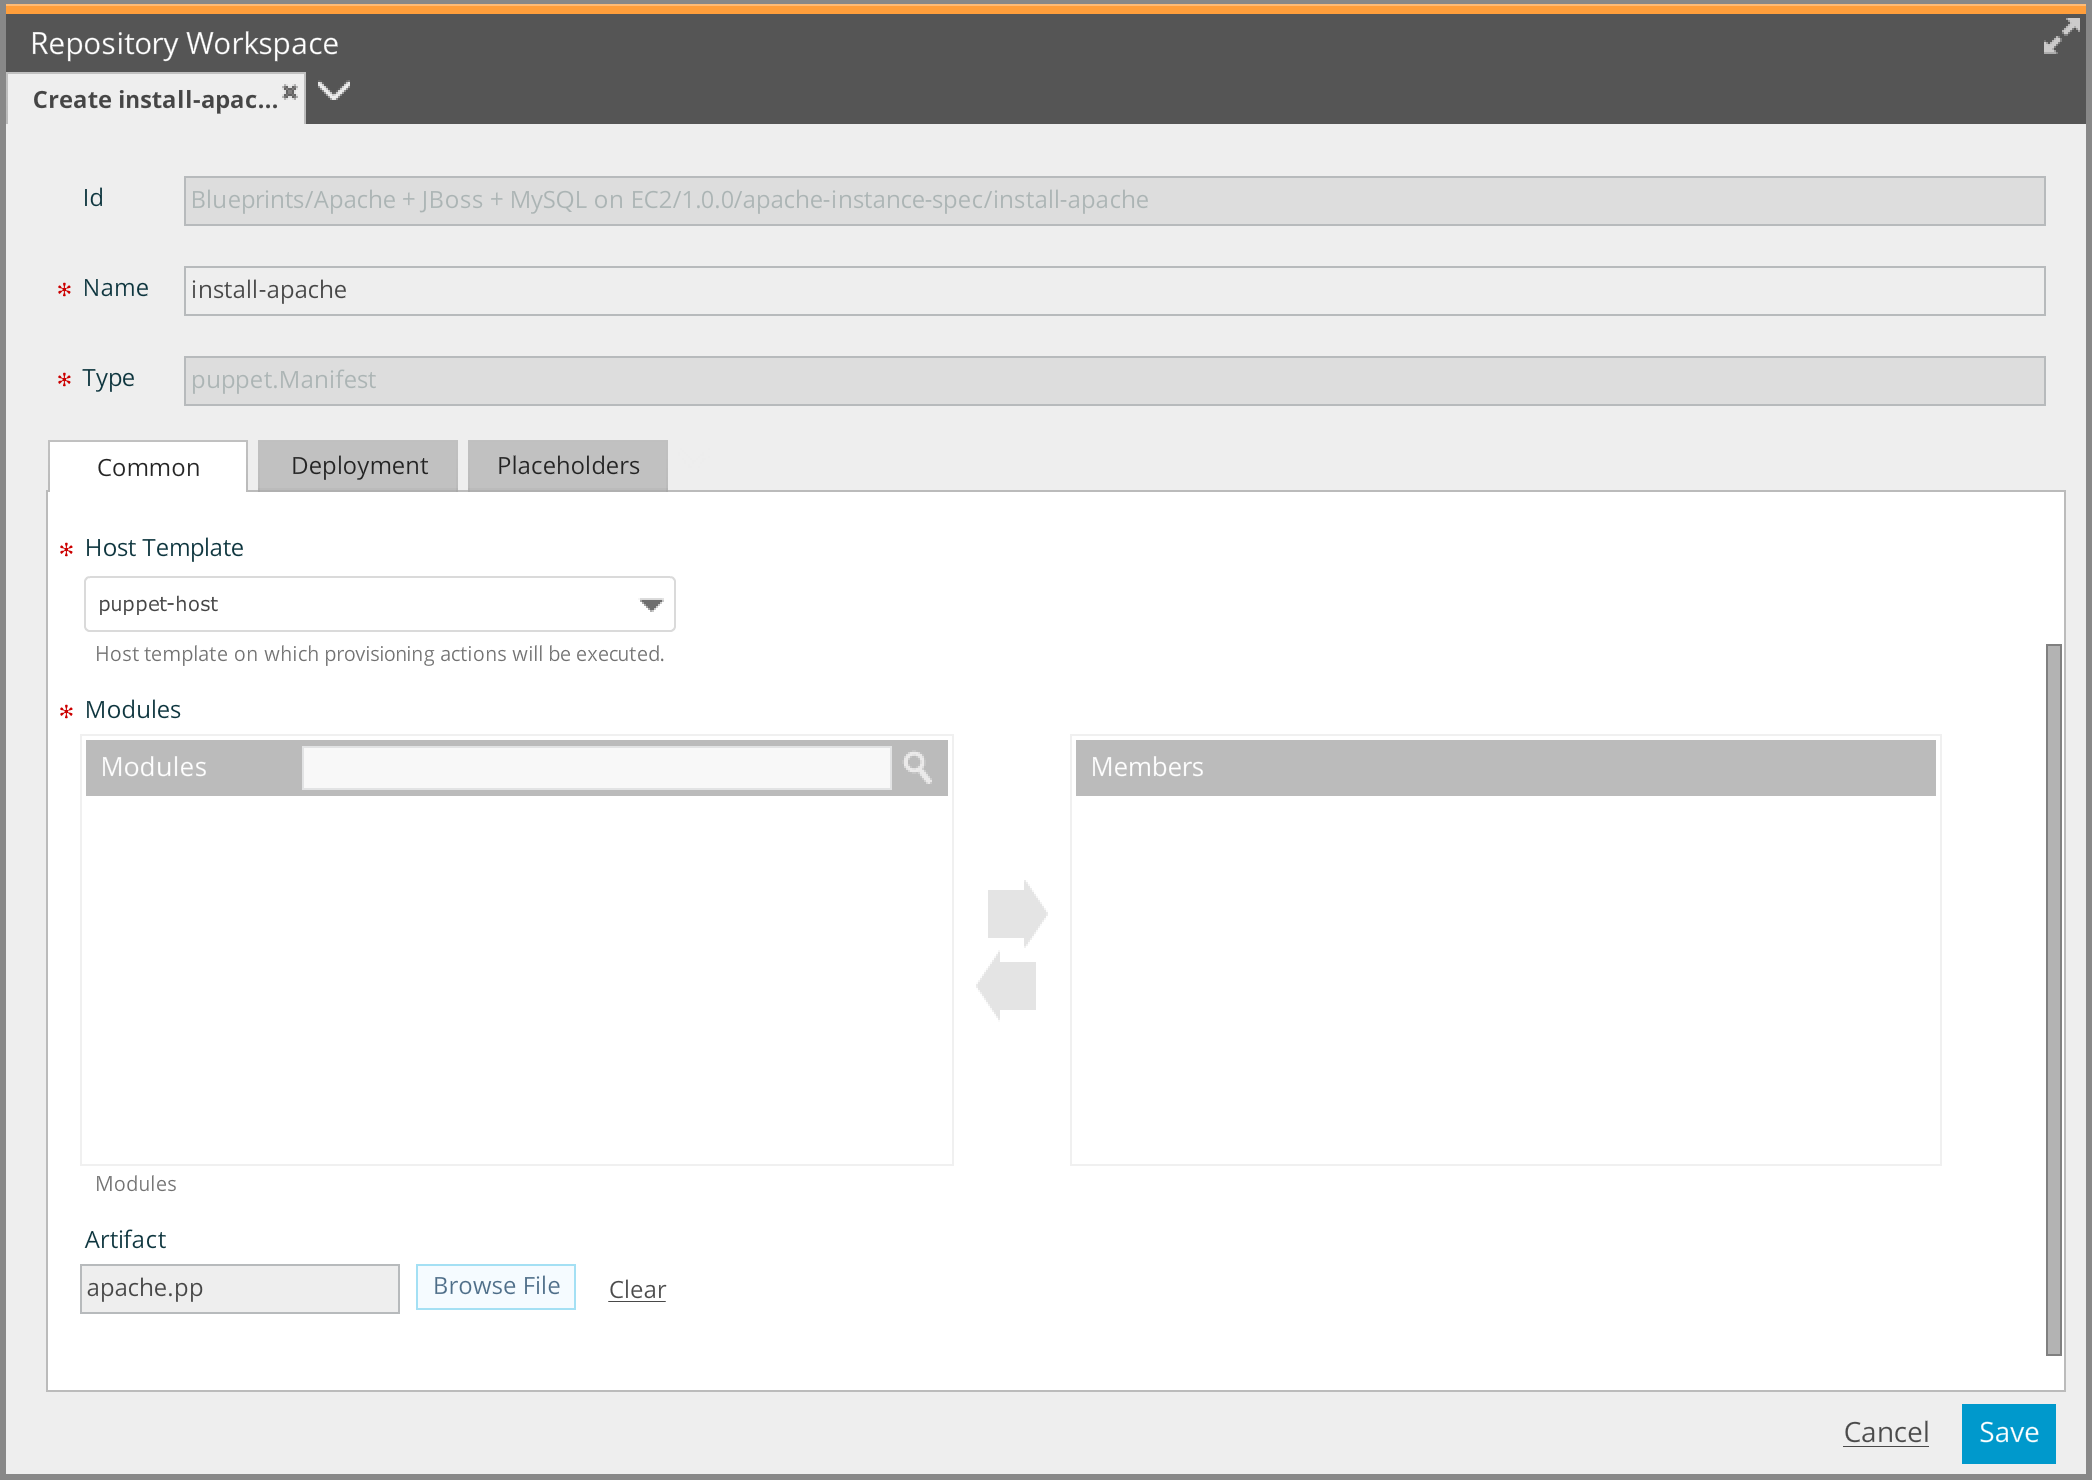 Repository Workspace
Create install-apac...
Id
Blueprints/Apache + JBoss + MySQL on EC2/1.0.0/apache-instance-spec/install-apache
* Name
install-apache
* Type
puppet.Manifest
Common Deployment Placeholders
* Host Template
puppet-host
Host template on which provisioning actions will be executed.
* Modules
Modules
Members
Modules
Artifact
apache.pp Browse File Clear
Cancel Save